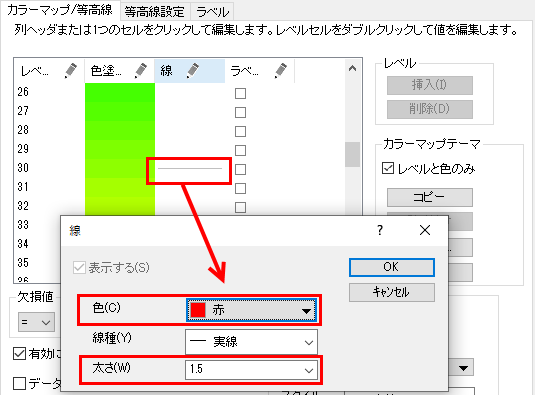 カラーマップ/等高線 等高線設定 ラベル
列ヘッダまたは1つのセルをクリックして編集します。レベルセルをダブルクリックして値を編集します。
レベ... 色塗... 線 ラベ...
レベル
26
挿入(I)
27
削除(D)
28
29
カラーマップテーマ
30
レベルと色のみ
31
コピー
32
33
34
35
線 ? ×
表示する(S)
OK
キャンセル
欠損値
=
色(C) 赤
線種(Y) 実線
有効に
太さ(W) 1.5
データ